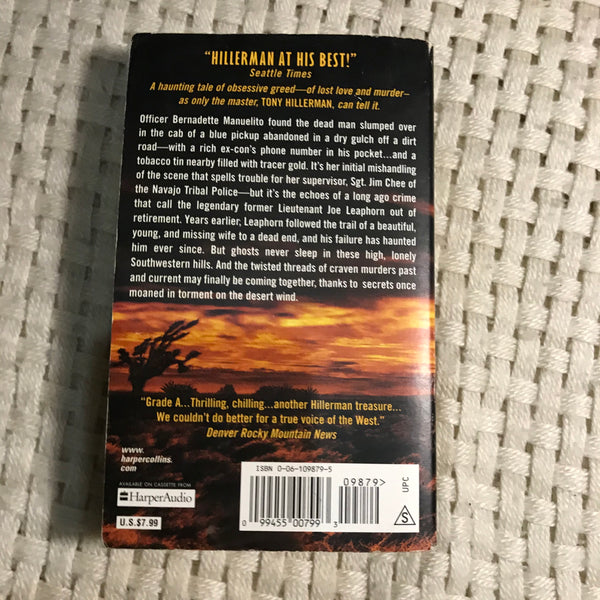 “HILLERMAN AT HIS BEST!”
Seattle Times
A haunting tale of obsessive greed—of lost love and murder—
as only the master, TONY HILLERMAN, can tell it.
Officer Bernadette Manuelito found the dead man slumped over
in the cab of a blue pickup abandoned in a dry gulch off a dirt
road—with a rich ex-con’s phone number in his pocket...and a
tobacco tin nearby filled with tracer gold. It’s her initial mishandling
of the scene that spells trouble for her supervisor, Sgt. Jim Chee of
the Navajo Tribal Police—but it’s the echoes of a long ago crime
that call the legendary former Lieutenant Joe Leaphorn out of
retirement. Years earlier, Leaphorn followed the trail of a beautiful,
young, and missing wife to a dead end, and his failure has haunted
him ever since. But ghosts never sleep in these high, lonely
Southwestern hills. And the twisted threads of craven murders past
and current may finally be coming together, thanks to secrets once
moaned in torment on the desert wind.
“Grade A...Thrilling, chilling...another Hillerman treasure...
We couldn’t do better for a true voice of the West.”
Denver Rocky Mountain News
www.
harpercollins.
com
AVAILABLE ON CASSETTE FROM
HarperAudio
U.S.$7.99
ISBN 0-06-109879-5
09879>
0 99455 00799 3
UPC
S